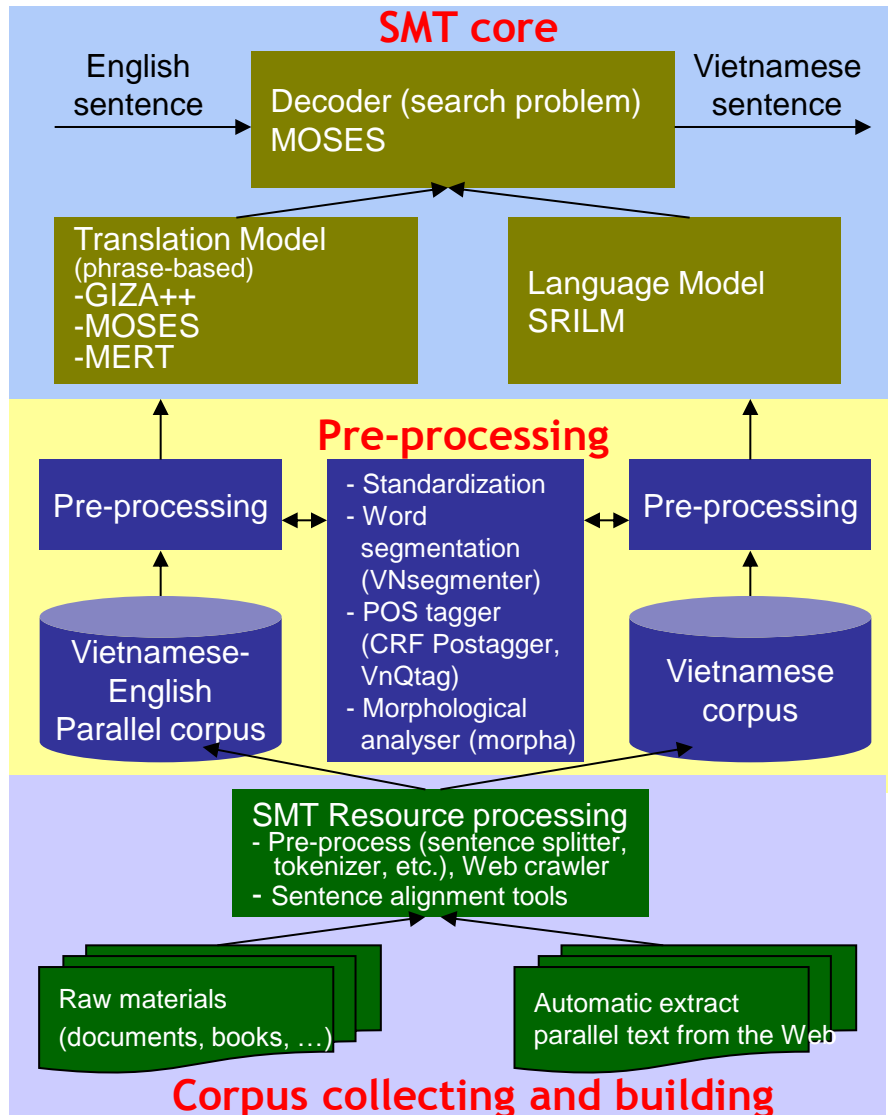 SMT core
English
sentence
Decoder (search problem)
MOSES
Vietnamese
sentence
Translation Model
(phrase-based)
-GIZA++
-MOSES
-MERT
Language Model
SRILM
Pre-processing
Pre-processing
- Standardization
- Word
segmentation
(VNsegmenter)
- POS tagger
(CRF Postagger,
VnQtag)
- Morphological
analyser (morpha)
Pre-processing
Vietnamese-
English
Parallel corpus
Vietnamese
corpus
SMT Resource processing
- Pre-process (sentence splitter,
tokenizer, etc.), Web crawler
- Sentence alignment tools
Raw materials
(documents, books, …)
Automatic extract
parallel text from the Web
Corpus collecting and building